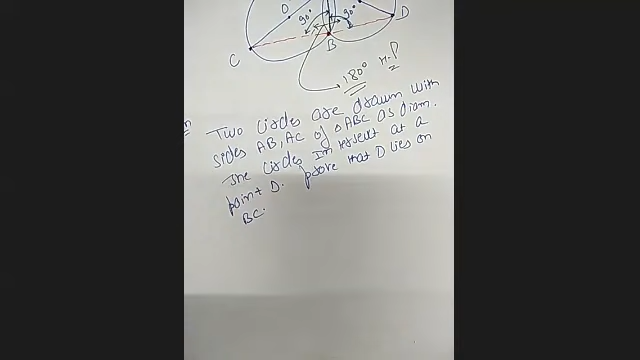 O
90°
90°
D
C
B
180° H.P
Two circles are drawn with
sides AB, AC of △ABC as diam.
The circles Intersect at a
point D. prove that D lies on
BC.